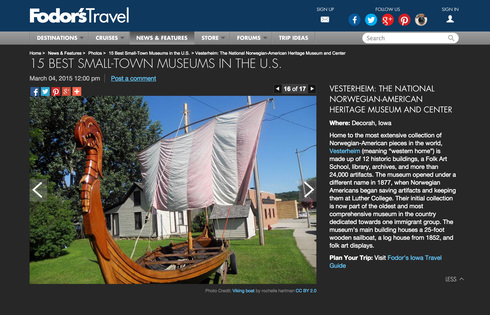 Fodor'sTravel
SIGN UP
FOLLOW US
SIGN IN
DESTINATIONS
CRUISES
NEWS & FEATURES
STORE
FORUMS
TRIP IDEAS
Search
Home > News & Features > Photos > 15 Best Small-Town Museums in the U.S. > Vesterheim: The National Norwegian-American Heritage Museum and Center
15 BEST SMALL-TOWN MUSEUMS IN THE U.S.
March 04, 2015 12:00 pm
Post a comment
16 of 17
VESTERHEIM: THE NATIONAL
NORWEGIAN-AMERICAN
HERITAGE MUSEUM AND CENTER
Where: Decorah, Iowa
Home to the most extensive collection of
Norwegian-American pieces in the world,
Vesterheim (meaning "western home") is
made up of 12 historic buildings, a Folk Art
School, library, archives, and more than
24,000 artifacts. The museum opened under a
different name in 1877, when Norwegian
Americans began saving artifacts and keeping
them at Luther College. Their initial collection
is now part of the oldest and most
comprehensive museum in the country
dedicated towards one immigrant group. The
museum's main building houses a 25-foot
wooden sailboat, a log house from 1852, and
folk art displays.
Plan Your Trip: Visit Fodor's Iowa Travel
Guide
LESS
Photo Credit: Viking boat by rochelle hartman CC BY 2.0